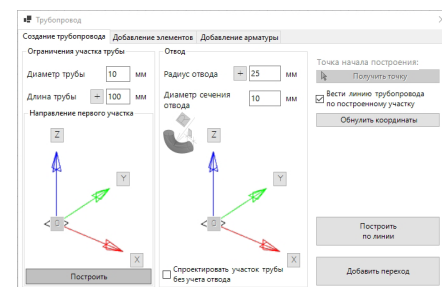 Трубопровод
Создание трубопровода Добавление элементов Добавление арматуры
Ограничения участка трубы
Диаметр трубы 10 мм
Длина трубы + 100 мм
Направление первого участка
Z
Y
<0>
X
Построить
Отвод
Радиус отвода + 25 мм
Диаметр сечения
отвода
10 мм
Z
Y
<0>
X
Спроектировать участок трубы
без учета отвода
Точка начала построения:
Получить точку
Вести линию трубопровода
по построенному участку
Обнулить координаты
Построить
по линии
Добавить переход